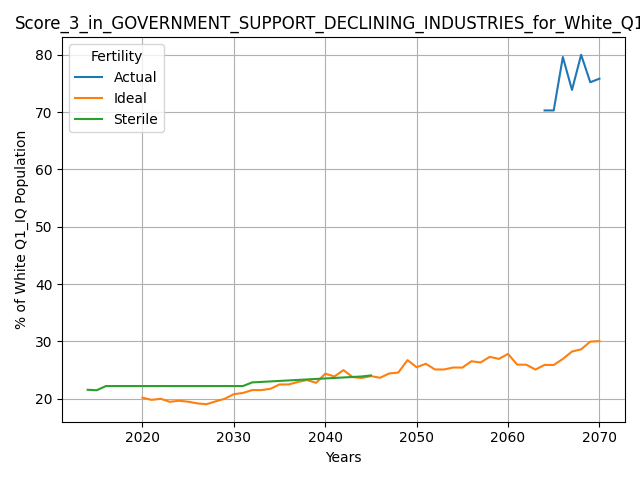 Score_3_in_GOVERNMENT_SUPPORT_DECLINING_INDUSTRIES_for_White_Q1
Fertility
Actual
Ideal
Sterile
% of White Q1_IQ Population
80
70
60
50
40
30
20
2020 2030 2040 2050 2060 2070
Years